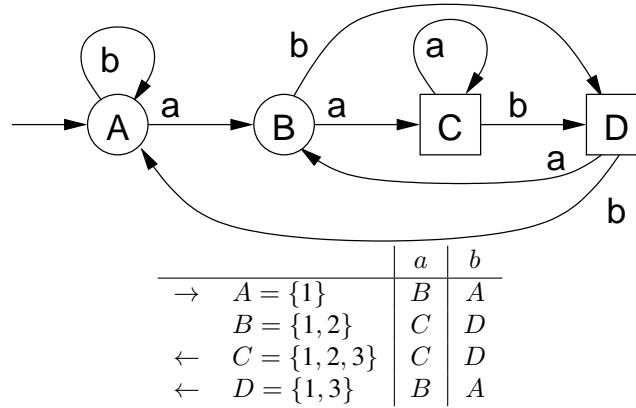 b b a
A a B a C b D
a
b
a b
→ A = {1} B A
B = {1, 2} C D
← C = {1, 2, 3} C D
← D = {1, 3} B A